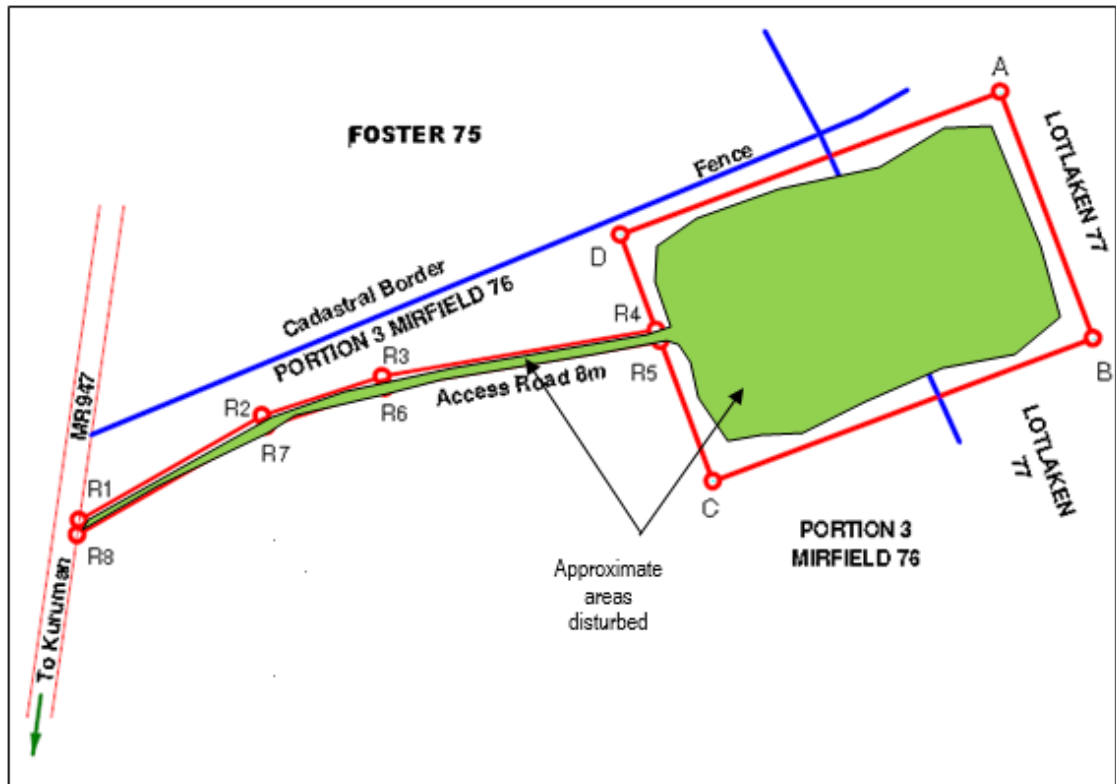 A
FOSTER 75
LOTLAKEN 77
Fence
D
Cadastral Border
PORTION 3 MIRFIELD 76
R4
R3
R5
B
MR947
R2
Access Road 8m
R6
R7
LOTLAKEN
77
C
R1
R8
PORTION 3
MIRFIELD 76
Approximate
areas
disturbed
To Kuruman